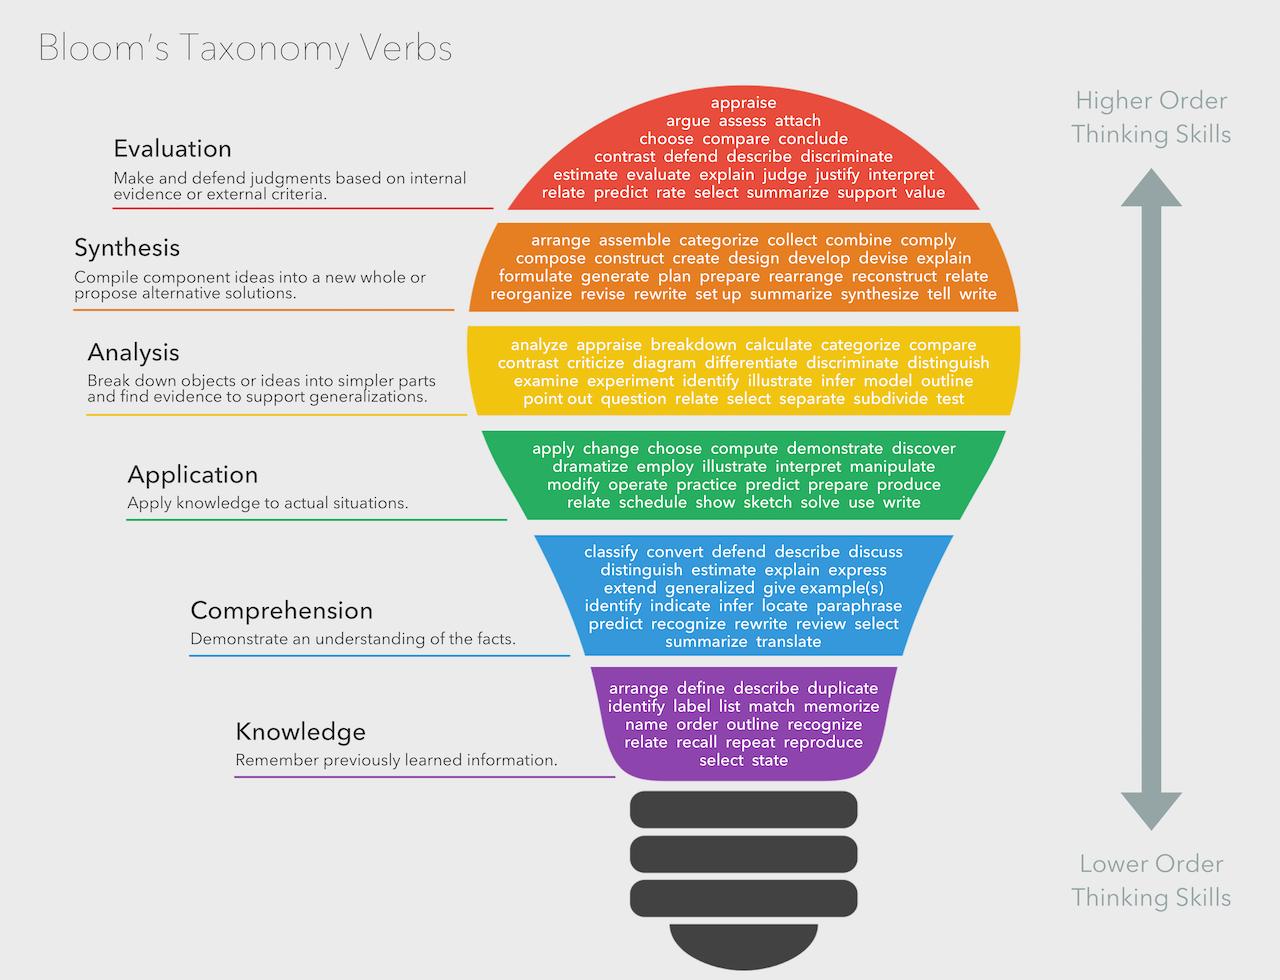 Bloom's Taxonomy Verbs
Higher Order
Thinking Skills
Evaluation
Make and defend judgments based on internal
evidence or external criteria.
appraise
argue assess attach
choose compare conclude
contrast defend describe discriminate
estimate evaluate explain judge justify interpret
relate predict rate select summarize support value
Synthesis
Compile component ideas into a new whole or
propose alternative solutions.
arrange assemble categorize collect combine comply
compose construct create design develop devise explain
formulate generate plan prepare rearrange reconstruct relate
reorganize revise rewrite set up summarize synthesize tell write
Analysis
Break down objects or ideas into simpler parts
and find evidence to support generalizations.
analyze appraise breakdown calculate categorize compare
contrast criticize diagram differentiate discriminate distinguish
examine experiment identify illustrate infer model outline
point out question relate select separate subdivide test
Application
Apply knowledge to actual situations.
apply change choose compute demonstrate discover
dramatize employ illustrate interpret manipulate
modify operate practice predict prepare produce
relate schedule show sketch solve use write
Comprehension
Demonstrate an understanding of the facts.
classify convert defend describe discuss
distinguish estimate explain express
extend generalized give example(s)
identify indicate infer locate paraphrase
predict recognize rewrite review select
summarize translate
Knowledge
Remember previously learned information.
arrange define describe duplicate
identify label list match memorize
name order outline recognize
relate recall repeat reproduce
select state
Lower Order
Thinking Skills